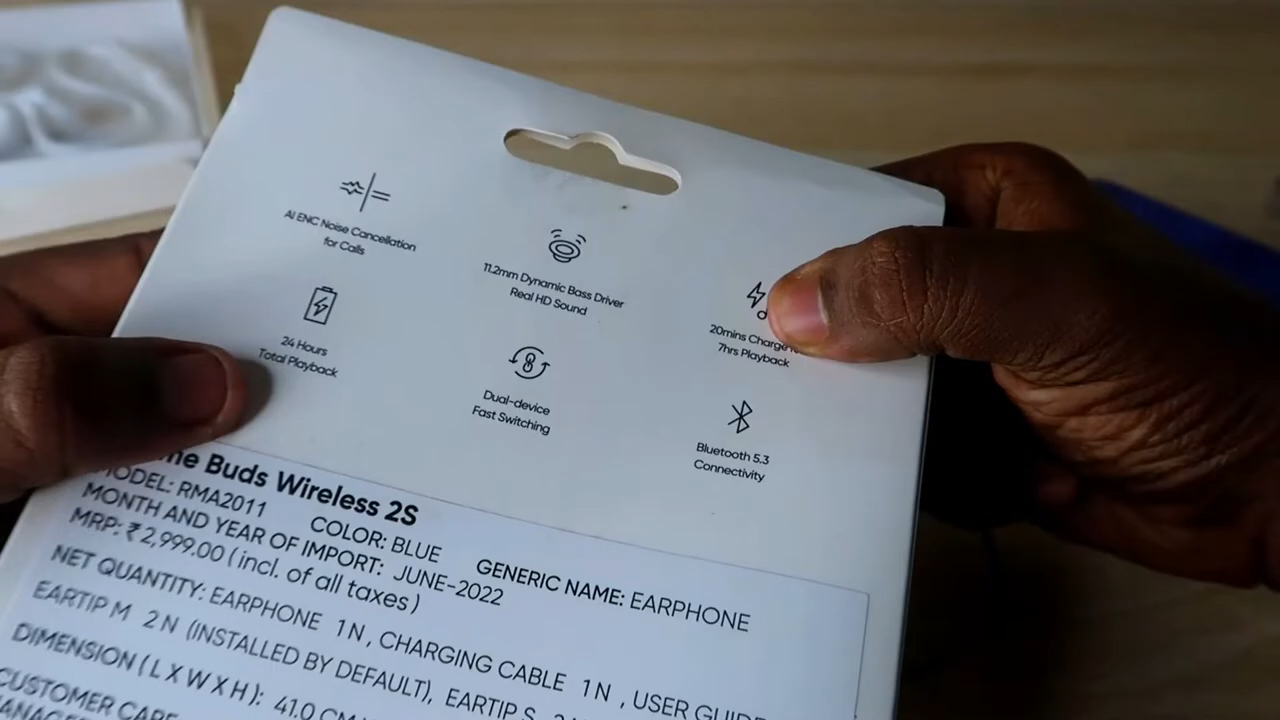 AI ENC Noise Cancellation
for Calls
11.2mm Dynamic Bass Driver
Real HD Sound
20mins Charge
7hrs Playback
24 Hours
Total Playback
Dual-device
Fast Switching
Bluetooth 5.3
Connectivity
Buds Wireless 2S
MODEL: RMA2011 COLOR: BLUE GENERIC NAME: EARPHONE
MONTH AND YEAR OF IMPORT: JUNE-2022
MRP: ₹ 2,999.00 (incl. of all taxes)
NET QUANTITY: EARPHONE 1N, CHARGING CABLE 1N, USER GUIDE
EARTIP M 2N (INSTALLED BY DEFAULT), EARTIP S
DIMENSION (L X W X H): 41.0 CM
CUSTOMER CARE